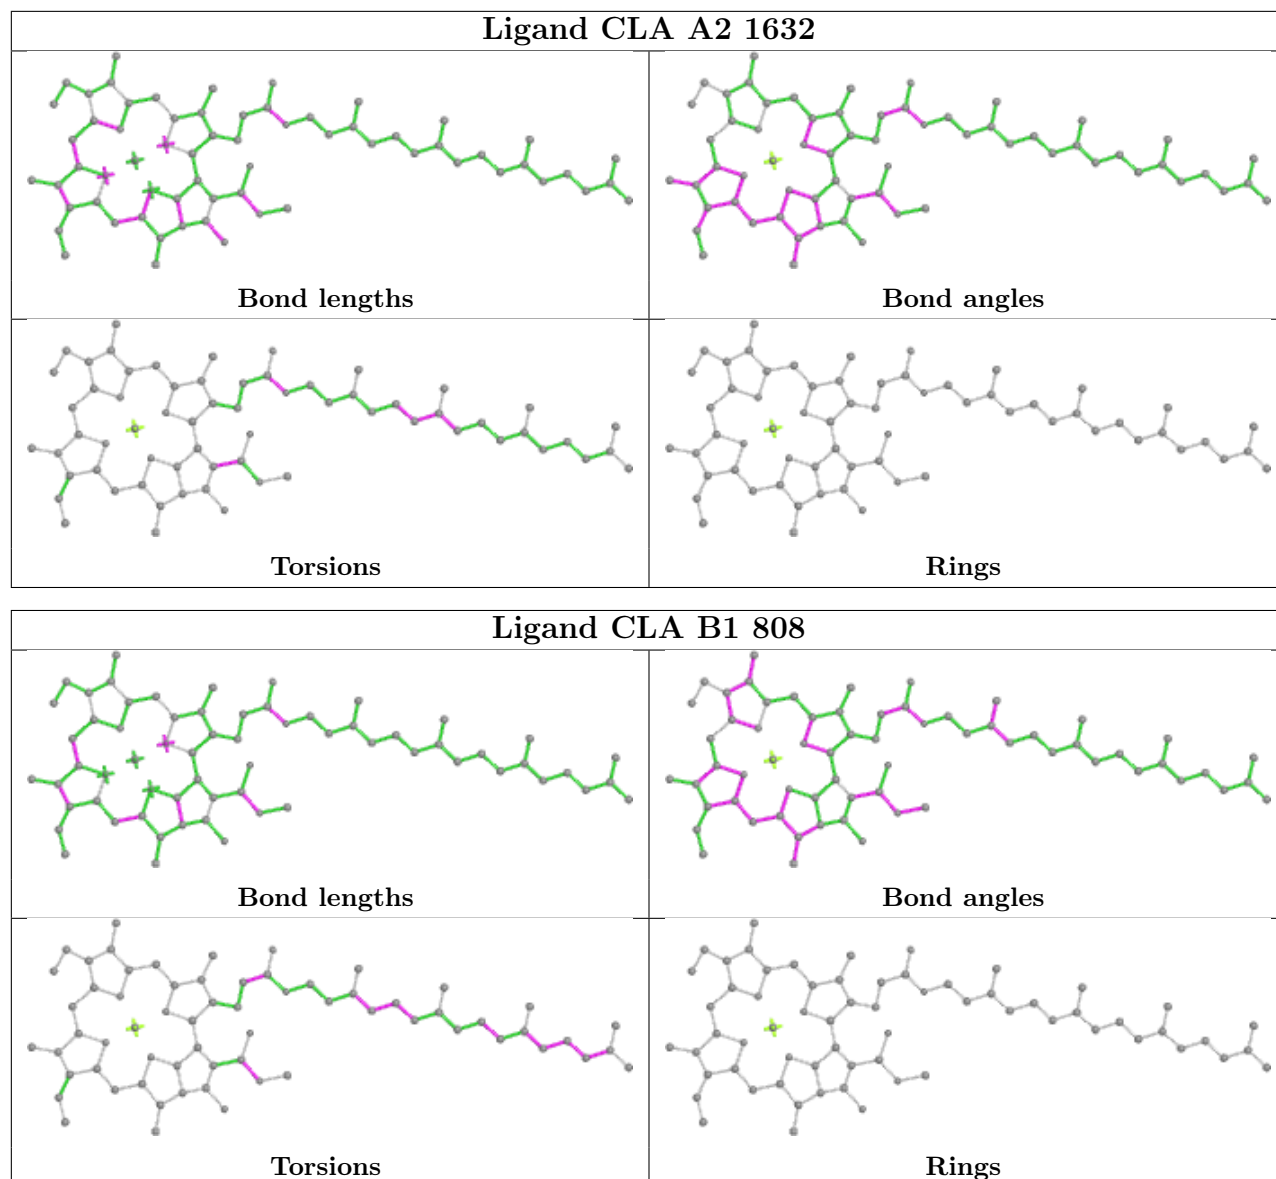 Ligand CLA A2 1632
Bond lengths
Bond angles
Torsions
Rings
Ligand CLA B1 808
Bond lengths
Bond angles
Torsions
Rings